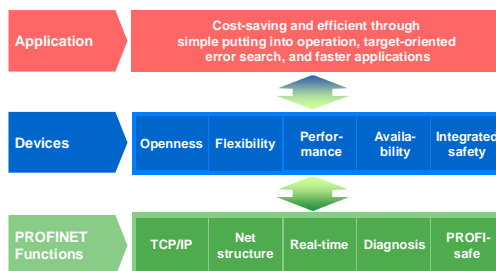 Application
Cost-saving and efficient through
simple putting into operation, target-oriented
error search, and faster applications
Devices
Openness
Flexibility
Perfor-
mance
Availa-
bility
Integrated
safety
PROFINET
Functions
TCP/IP
Net
structure
Real-time
Diagnosis
PROFI-
safe